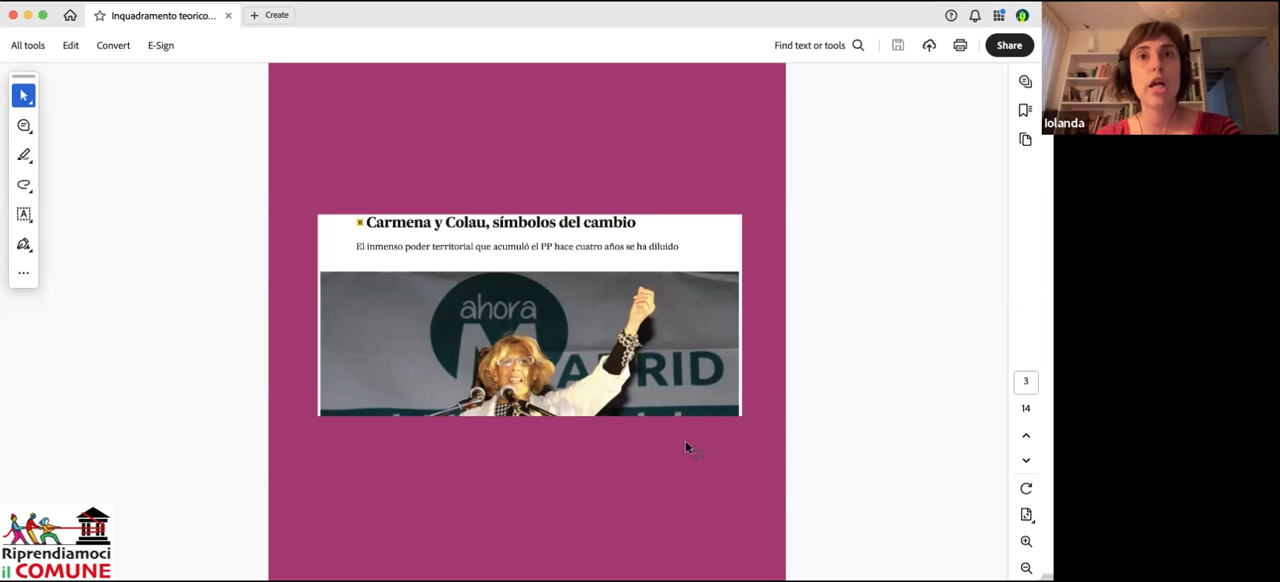 Inquadramento teorico...
Create
All tools
Edit
Convert
E-Sign
Find text or tools
Share
Iolanda
Carmena y Colau, símbolos del cambio
El inmenso poder territorial que acumuló el PP hace cuatro años se ha diluido
ahora
MADRID
3
14
Riprendiamoci
il COMUNE